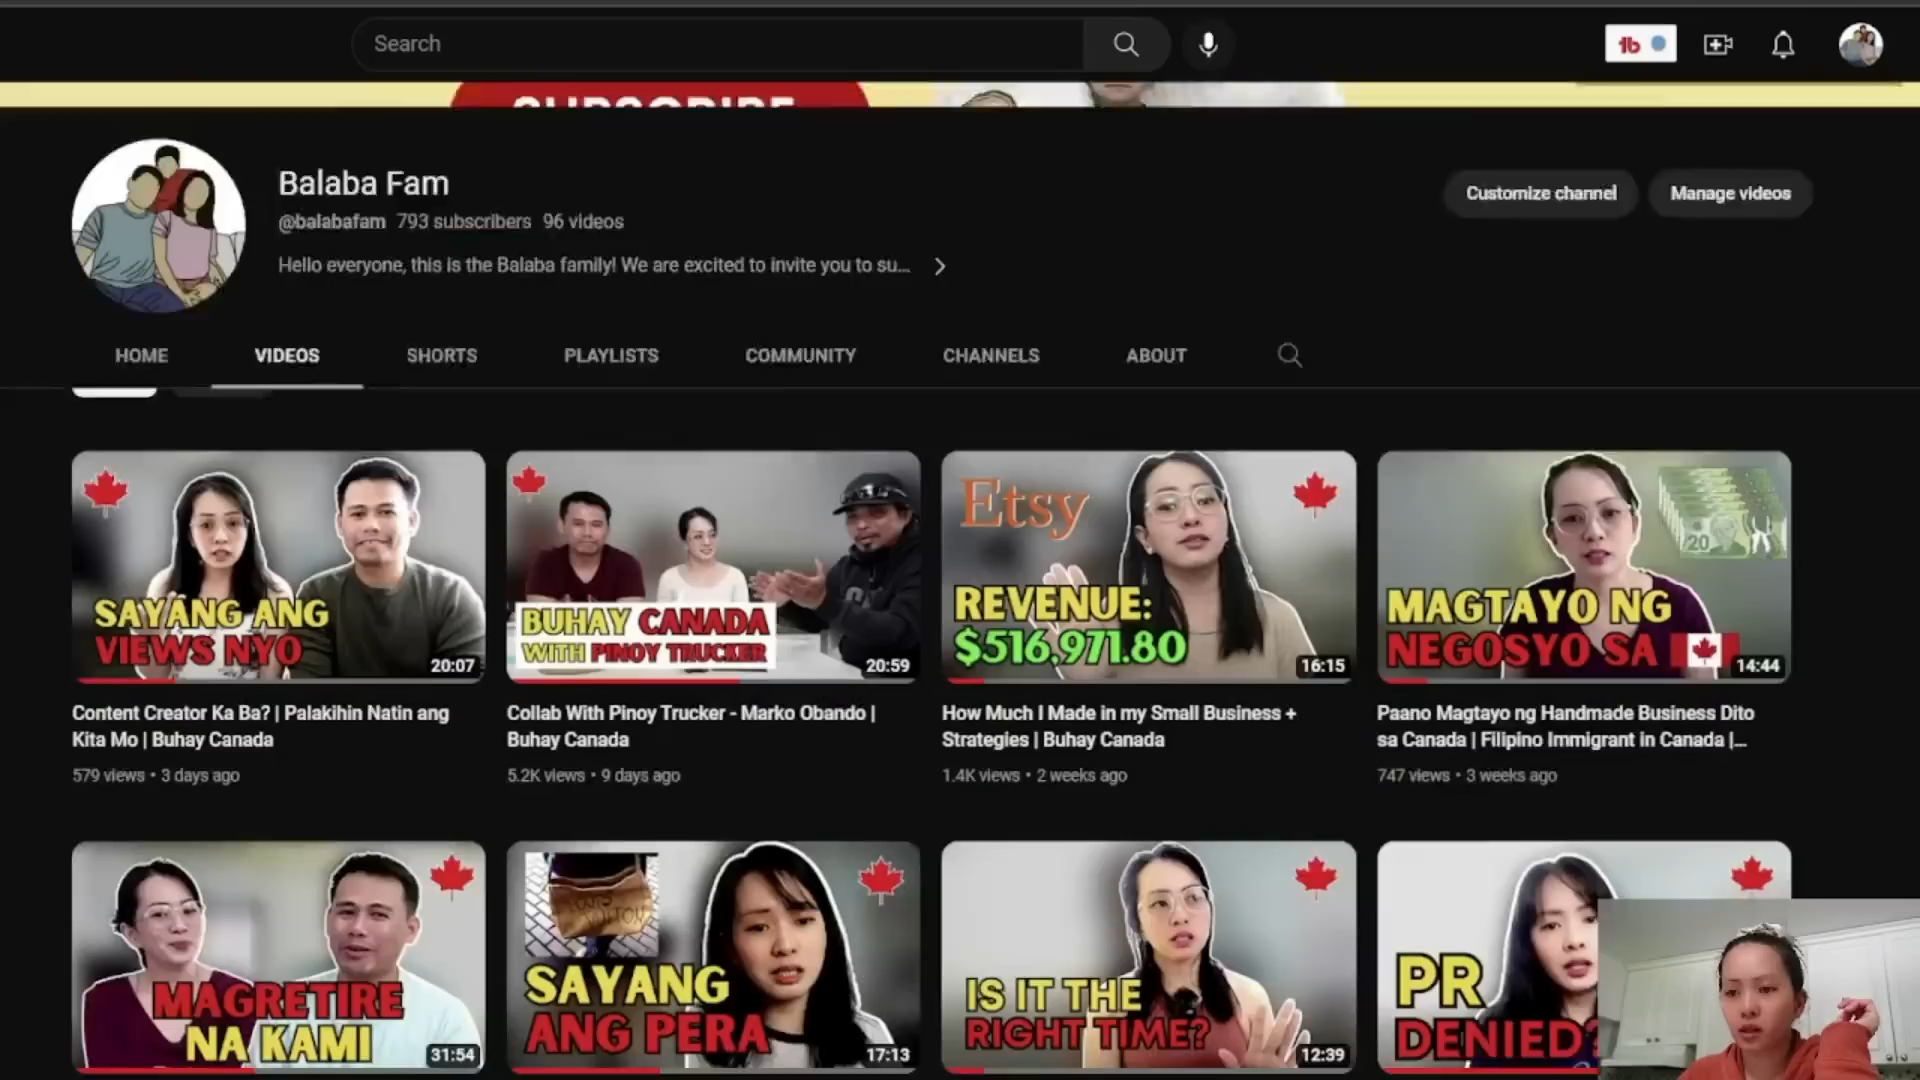 Search
tb
SUBSCRIBE
Balaba Fam
@balabafam 793 subscribers 96 videos
Hello everyone, this is the Balaba family! We are excited to invite you to su...
Customize channel
Manage videos
HOME
VIDEOS
SHORTS
PLAYLISTS
COMMUNITY
CHANNELS
ABOUT
SAYANG ANG
VIEWS NYO
20:07
BUHAY CANADA
WITH PINOY TRUCKER
20:59
Etsy
REVENUE:
$516,971.80
16:15
20
MAGTAYO NG
NEGOSYO SA
14:44
Content Creator Ka Ba? | Palakihin Natin ang
Kita Mo | Buhay Canada
579 views • 3 days ago
Collab With Pinoy Trucker - Marko Obando |
Buhay Canada
5.2K views • 9 days ago
How Much I Made in my Small Business +
Strategies | Buhay Canada
1.4K views • 2 weeks ago
Paano Magtayo ng Handmade Business Dito
sa Canada | Filipino Immigrant in Canada |...
747 views • 3 weeks ago
MAGRETIRE
NA KAMI
31:54
SAYANG
ANG PERA
17:13
IS IT THE
RIGHT TIME?
12:39
PR
DENIED?